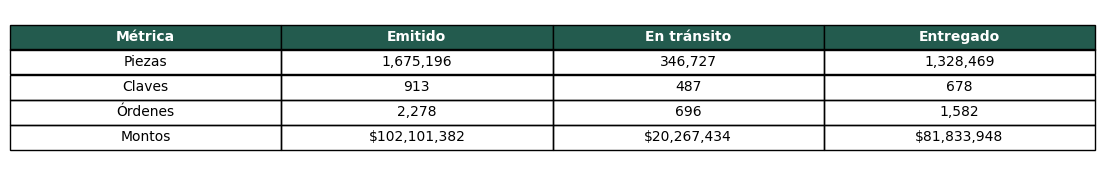 Métrica Emitido En tránsito Entregado
Piezas 1,675,196 346,727 1,328,469
Claves 913 487 678
Órdenes 2,278 696 1,582
Montos $102,101,382 $20,267,434 $81,833,948